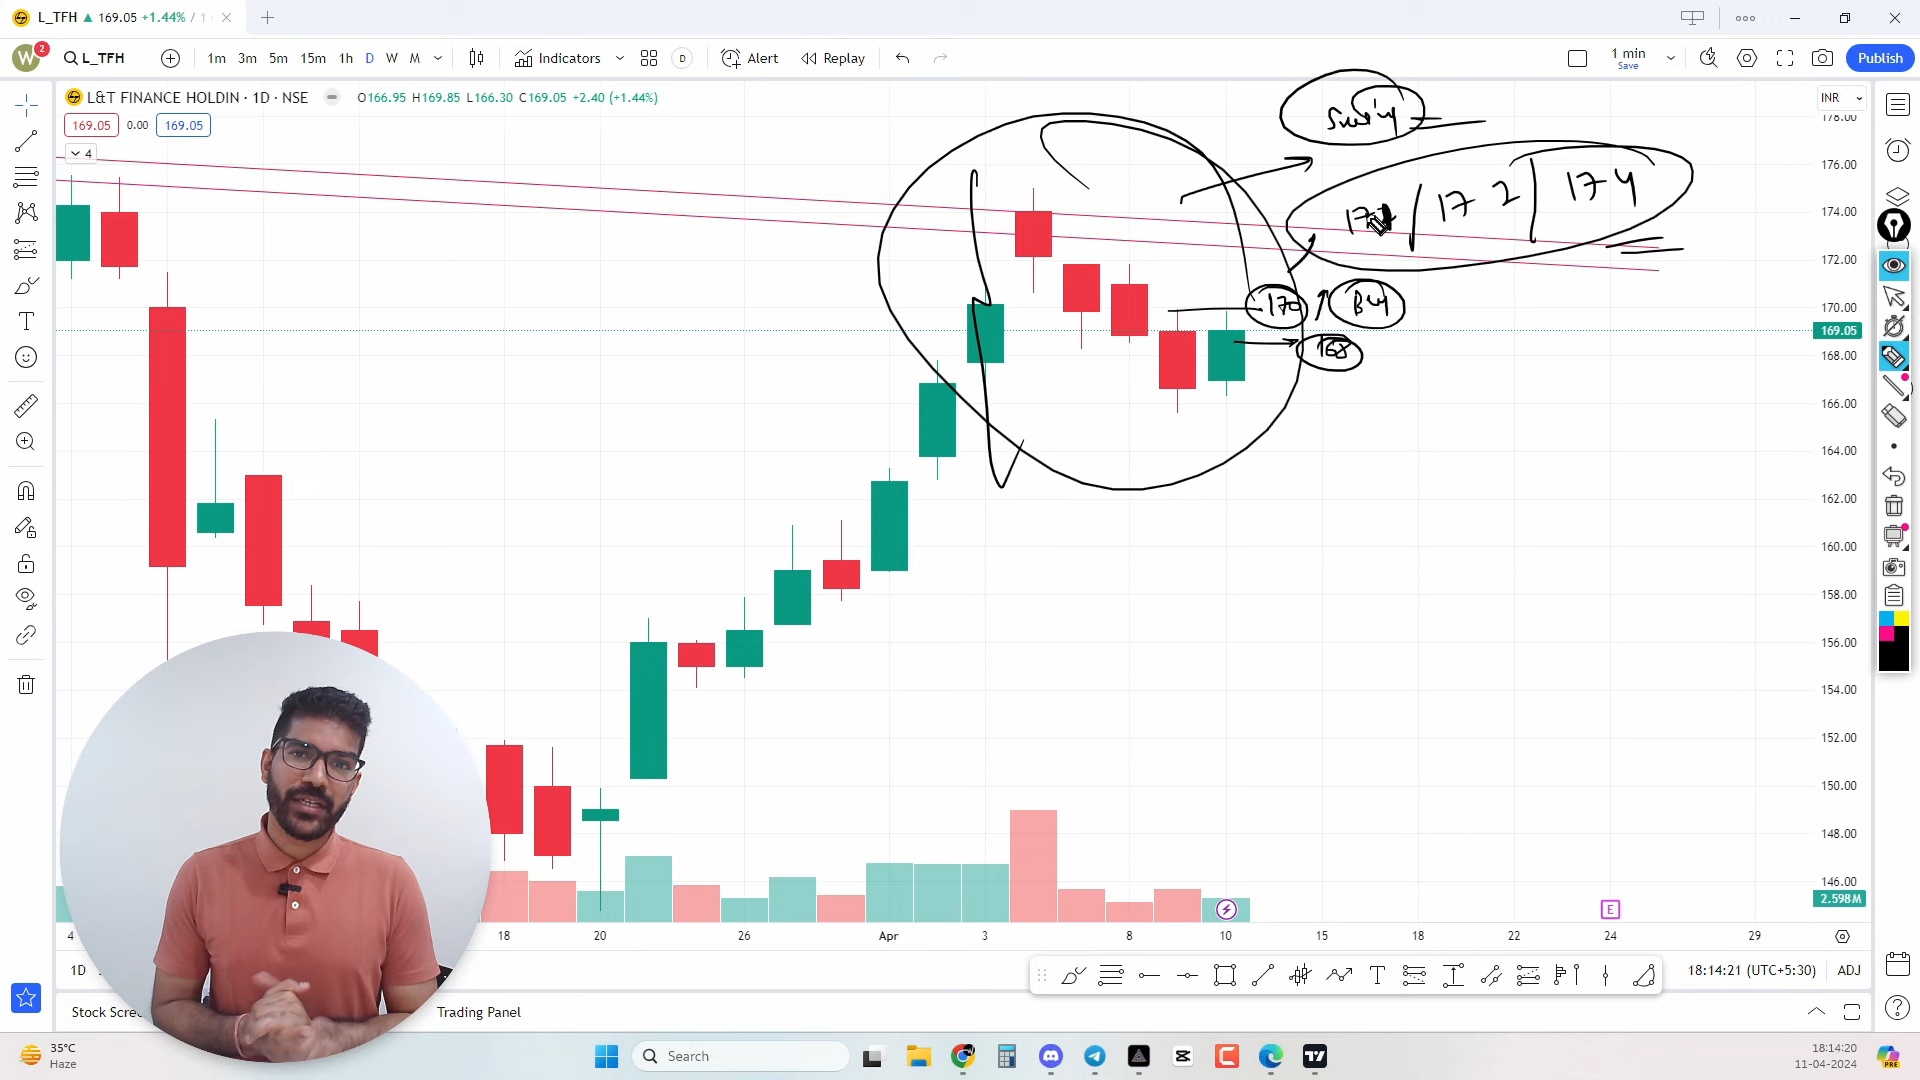 L_TFH ▲ 169.05 +1.44% / 1
W 2 L_TFH 1m 3m 5m 15m 1h D W M Indicators D Alert Replay 1 min Save Publish
L&T FINANCE HOLDIN · 1D · NSE O166.95 H169.85 L166.30 C169.05 +2.40 (+1.44%) INR
169.05 0.00 169.05
4
178.00
176.00
174.00
172.00
170.00
169.05
168.00
166.00
164.00
162.00
160.00
158.00
156.00
154.00
152.00
150.00
148.00
146.00
2.598M
172 174
170 Buy
168
E
4 18 20 26 Apr 3 8 10 15 18 22 24 29
1D 18:14:21 (UTC+5:30) ADJ
Trading Panel
35°C
Haze
Search
18:14:20
11-04-2024
PRE